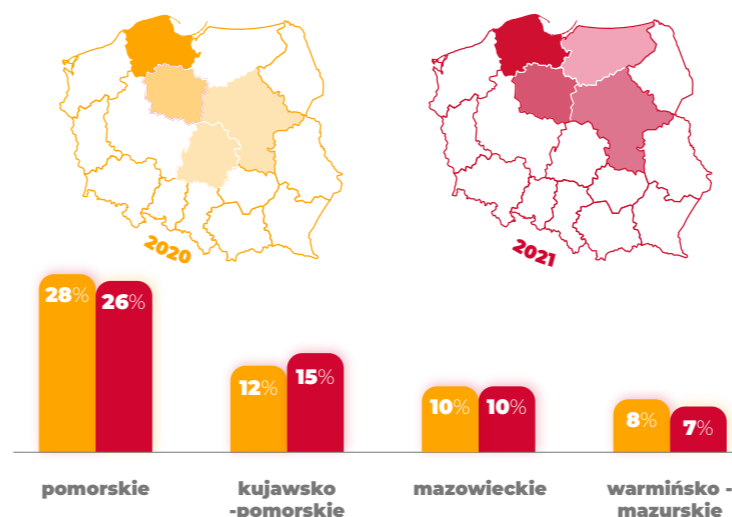 2020
2021
28%
26%
12%
15%
10%
10%
8%
7%
pomorskie
kujawsko
-pomorskie
mazowieckie
warmińsko -
mazurskie